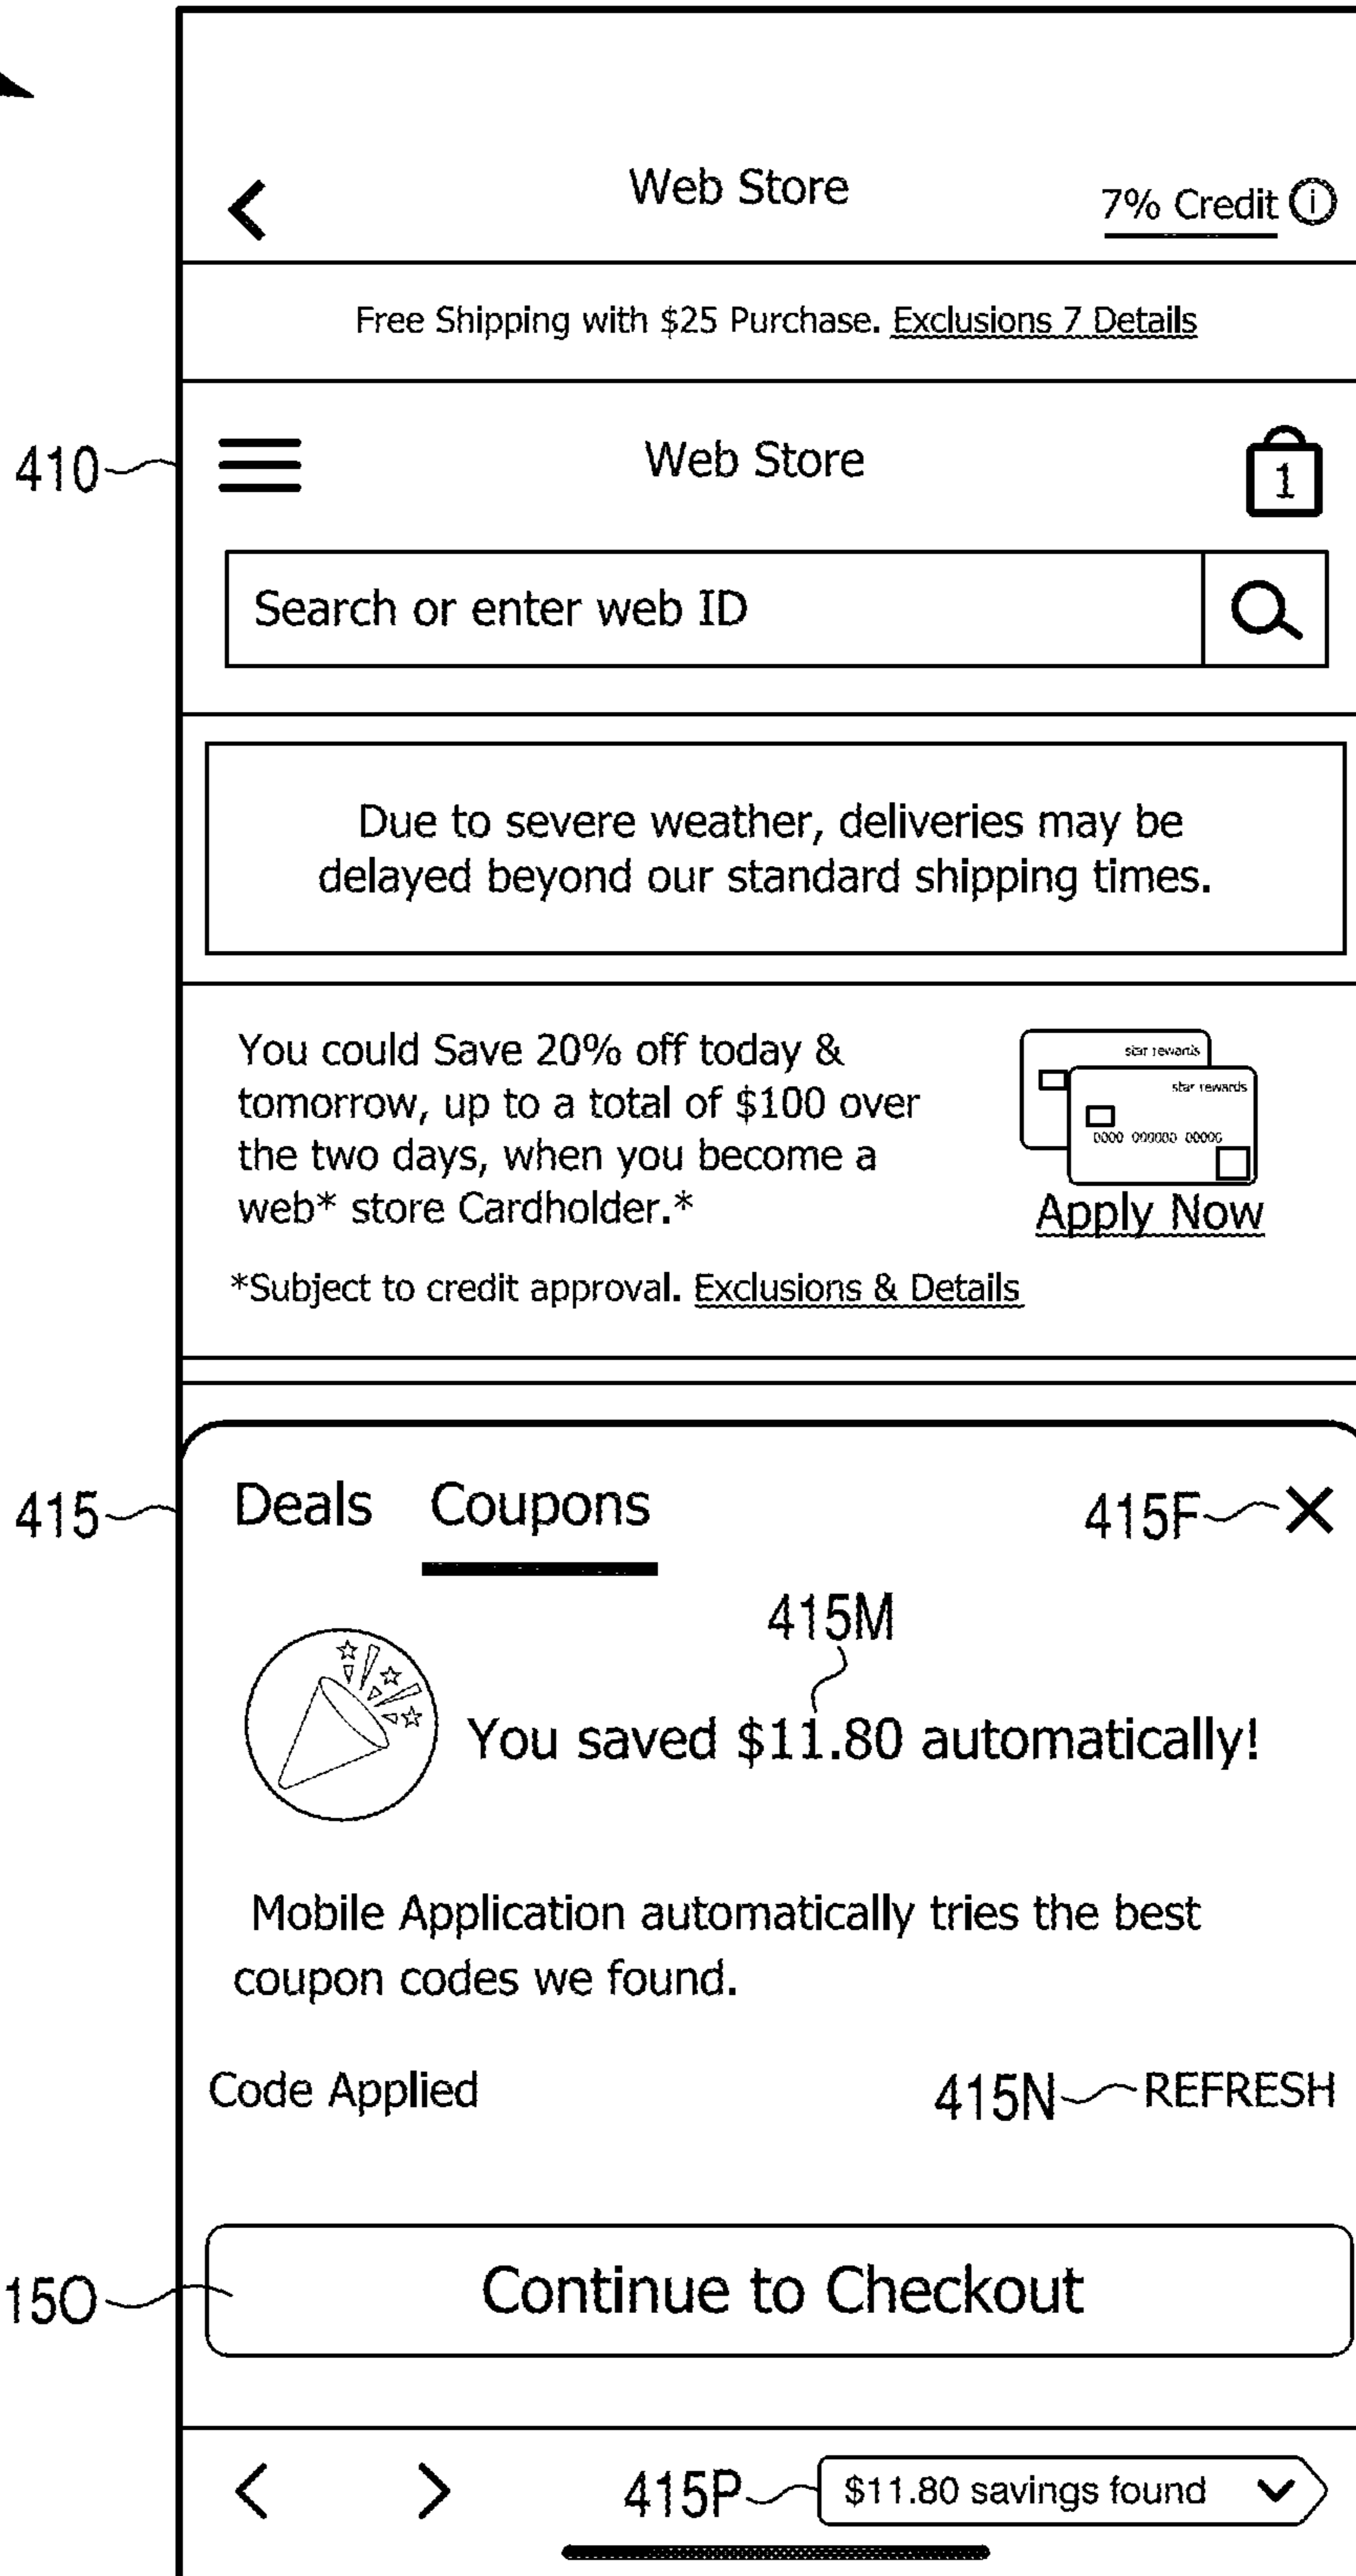 Web Store
7% Credit i
Free Shipping with $25 Purchase. Exclusions 7 Details
410
Web Store
1
Search or enter web ID
Due to severe weather, deliveries may be
delayed beyond our standard shipping times.
You could Save 20% off today &
tomorrow, up to a total of $100 over
the two days, when you become a
web* store Cardholder.*
star rewards
star rewards
Apply Now
*Subject to credit approval. Exclusions & Details
415
Deals Coupons
415F
415M
You saved $11.80 automatically!
Mobile Application automatically tries the best
coupon codes we found.
Code Applied
415N REFRESH
15O
Continue to Checkout
415P
$11.80 savings found